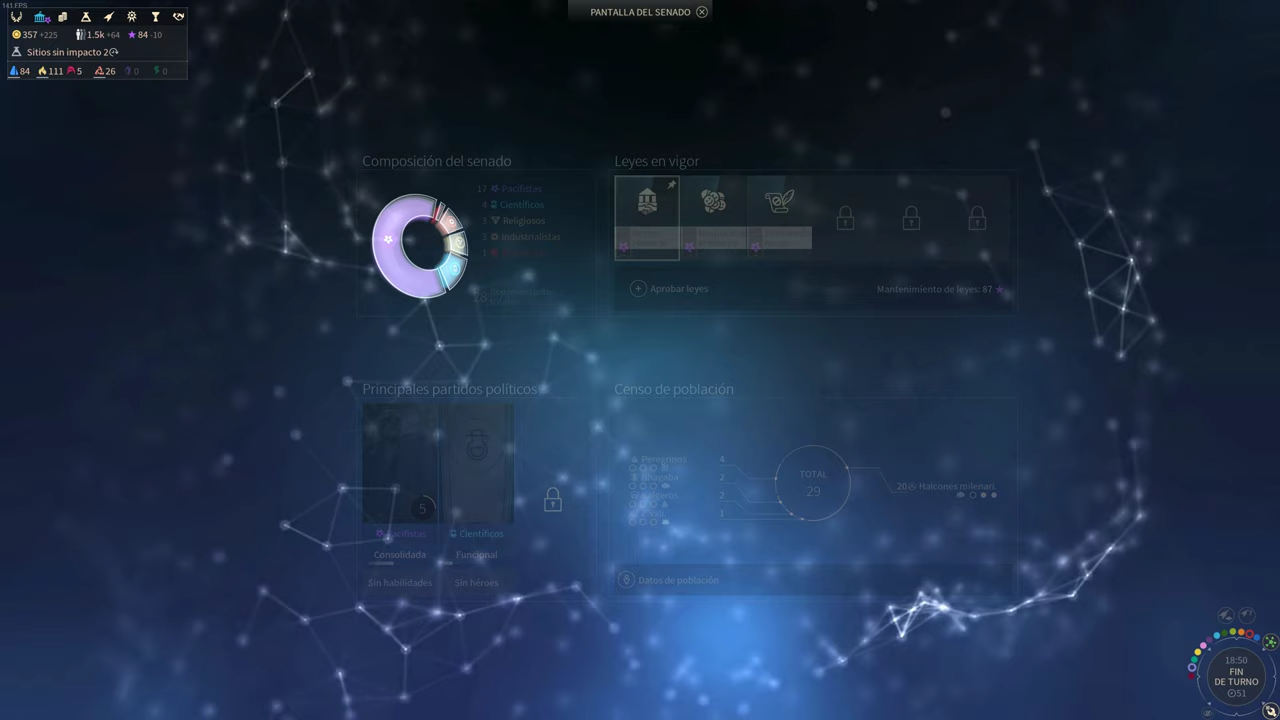 141 FPS
PANTALLA DEL SENADO
357 +225
1.5k +64
84 -10
Sitios sin impacto 2
84 111 5 26 0 0
Composición del senado
17 Pacifistas
4 Científicos
3 Religiosos
3 Industrialistas
1
Leyes en vigor
Aprobar leyes
Mantenimiento de leyes: 87
Principales partidos políticos
5
Pacifistas
Científicos
Consolidada
Funcional
Sin habilidades
Sin héroes
Censo de población
Peregrinos 4
2
2
1
TOTAL
29
20 Halcones milenari.
Datos de población
18:50
FIN
DE TURNO
51